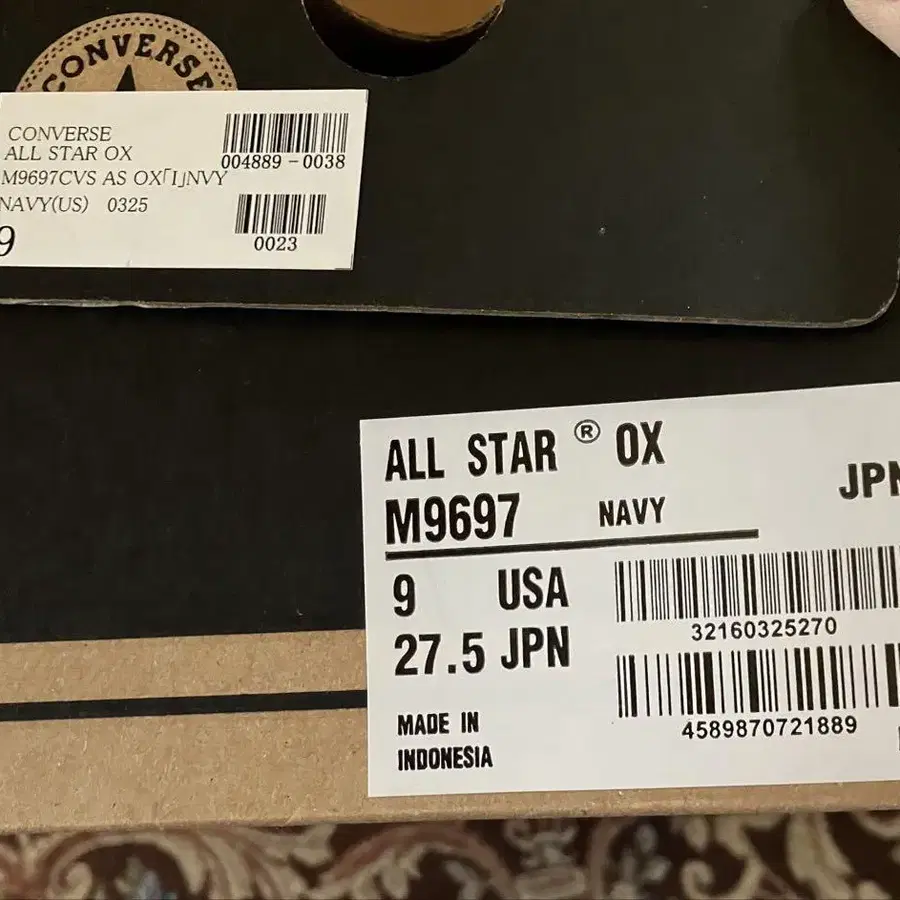 CONVERSE
CONVERSE
ALL STAR OX
M9697CVS AS OX｢I｣NVY
NAVY(US) 0325
9
004889-0038
0023
ALL STAR ® OX
M9697 NAVY
JPN
9 USA
27.5 JPN
32160325270
4589870721889
MADE IN
INDONESIA